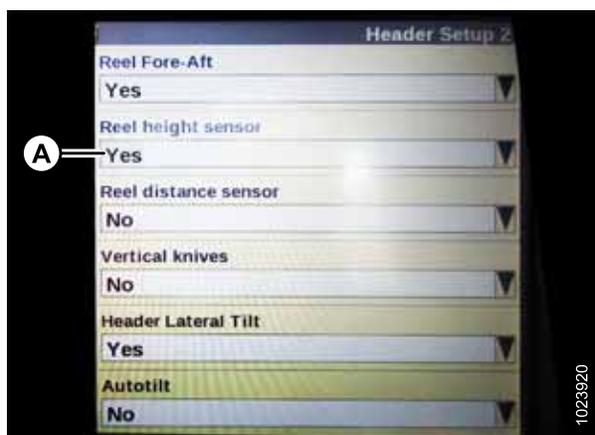 Header Setup 2
Reel Fore-Aft
Yes
Reel height sensor
A
Yes
Reel distance sensor
No
Vertical knives
No
Header Lateral Tilt
Yes
Autotilt
No
1023920